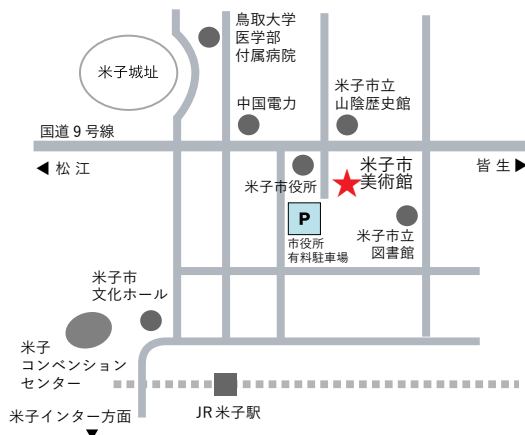 鳥取大学
医学部
付属病院
米子城址
中国電力
米子市立
山陰歴史館
国道9号線
◀ 松江
皆生 ▶
米子市役所
米子市
美術館
P
市役所
有料駐車場
米子市立
図書館
米子市
文化ホール
米子
コンベンション
センター
JR米子駅
米子インター方面
▼